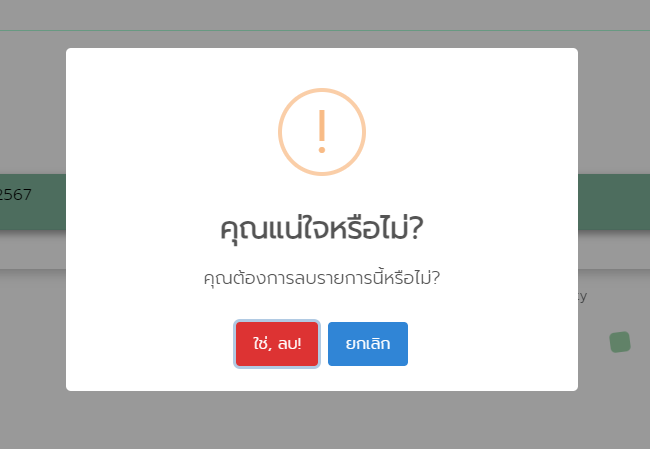 2567
คุณแน่ใจหรือไม่?
คุณต้องการลบรายการนี้หรือไม่?
ใช่, ลบ!
ยกเลิก